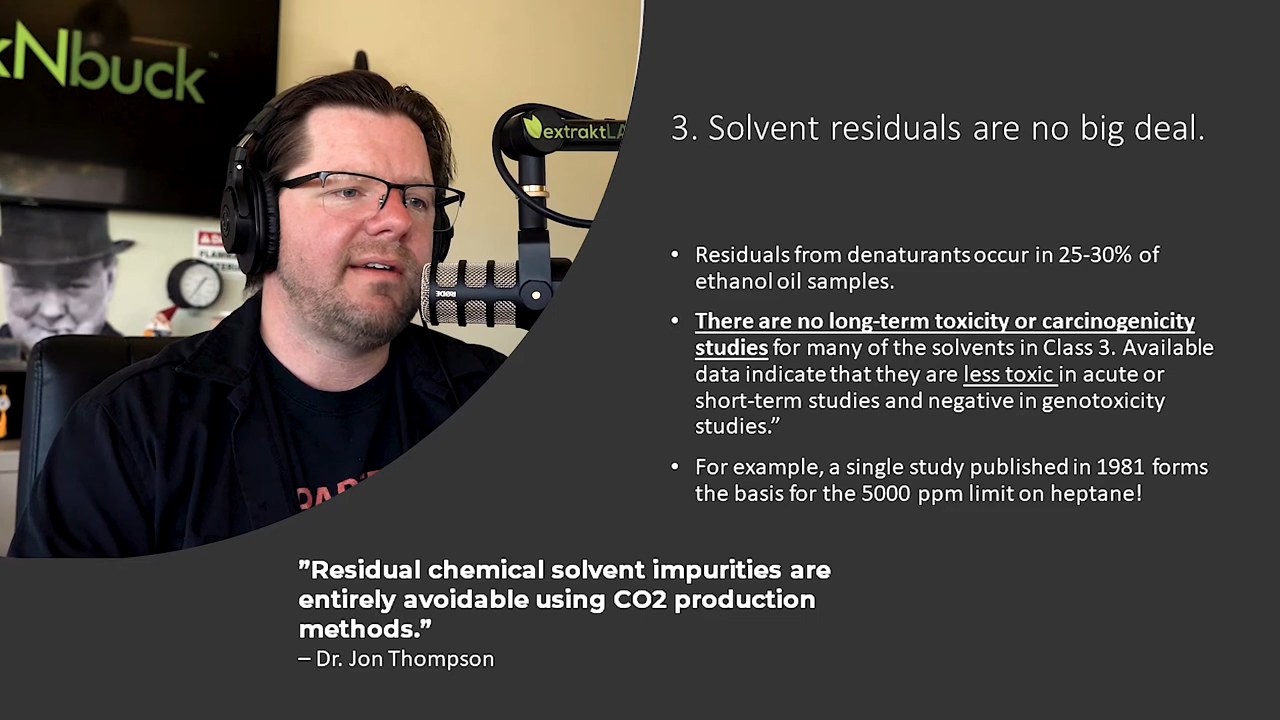 kNbuck
extraktLA
FLAMMABLE
RØDE
3. Solvent residuals are no big deal.
• Residuals from denaturants occur in 25-30% of
ethanol oil samples.
• There are no long-term toxicity or carcinogenicity
studies for many of the solvents in Class 3. Available
data indicate that they are less toxic in acute or
short-term studies and negative in genotoxicity
studies.”
• For example, a single study published in 1981 forms
the basis for the 5000 ppm limit on heptane!
”Residual chemical solvent impurities are
entirely avoidable using CO2 production
methods.”
– Dr. Jon Thompson